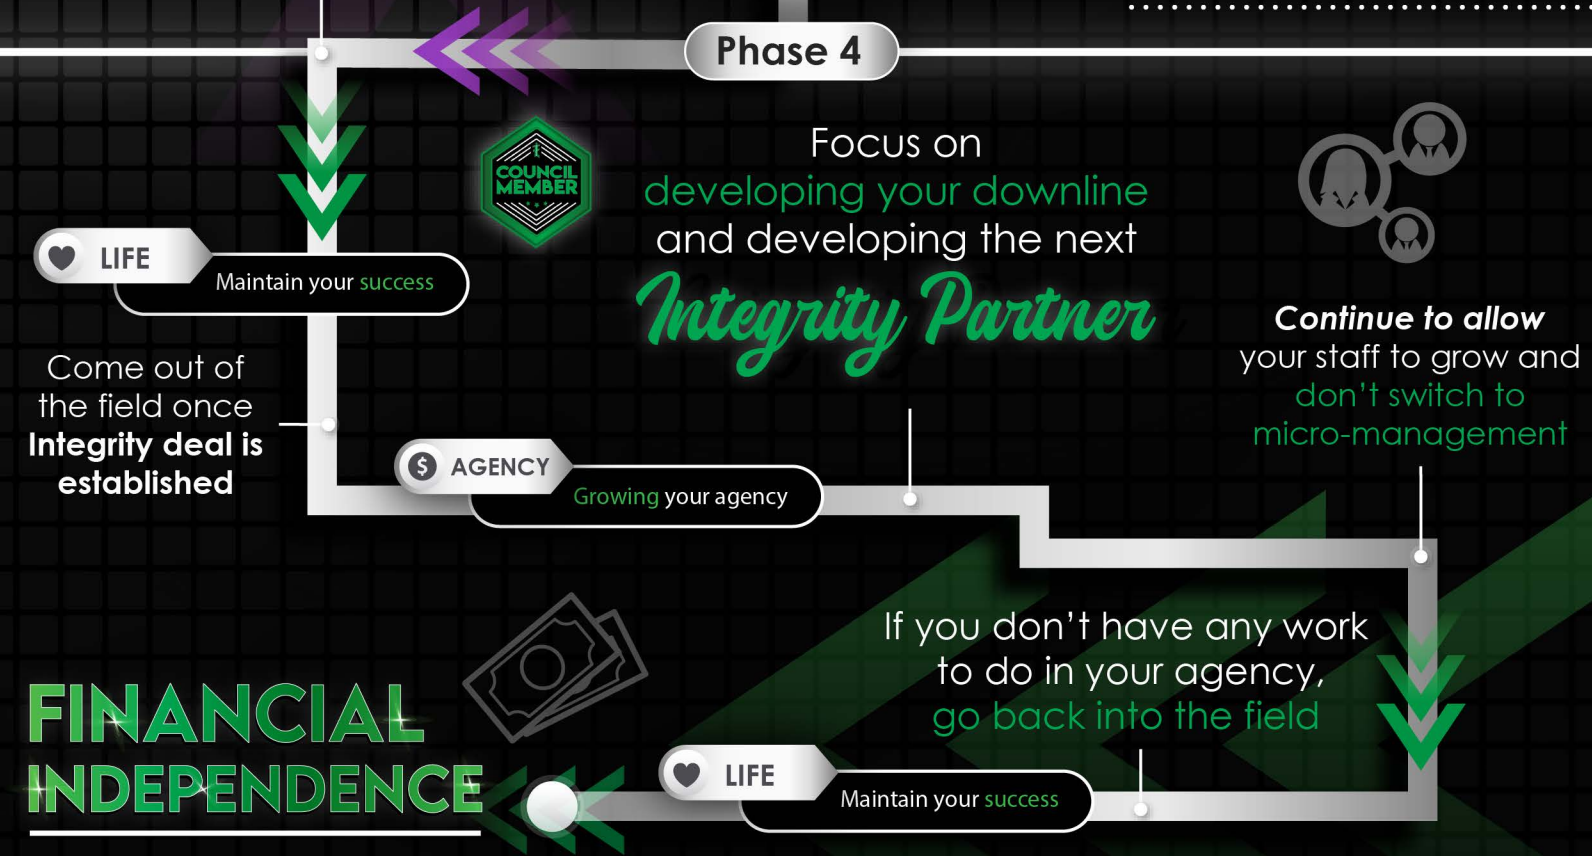 Phase 4
COUNCIL
MEMBER
Focus on
developing your downline
and developing the next
Integrity Partner
LIFE
Maintain your success
Come out of
the field once
Integrity deal is
established
Continue to allow
your staff to grow and
don't switch to
micro-management
$ AGENCY
Growing your agency
If you don't have any work
to do in your agency,
go back into the field
LIFE
Maintain your success
FINANCIAL
INDEPENDENCE